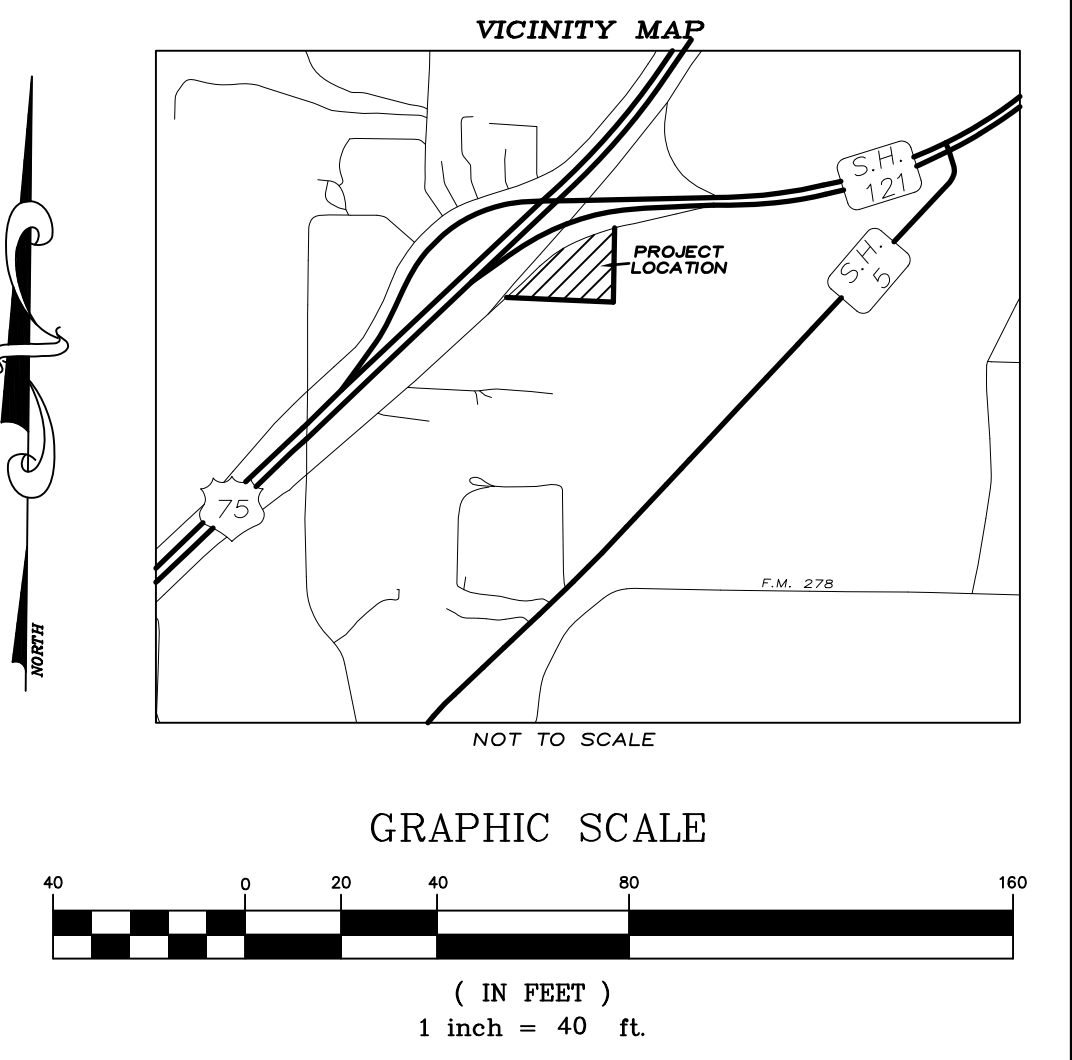 VICINITY MAP
S.H.
121
S.H.
5
PROJECT
LOCATION
75
F.M. 278
NORTH
NOT TO SCALE
GRAPHIC SCALE
40 0 20 40 80 160
( IN FEET )
1 inch = 40 ft.